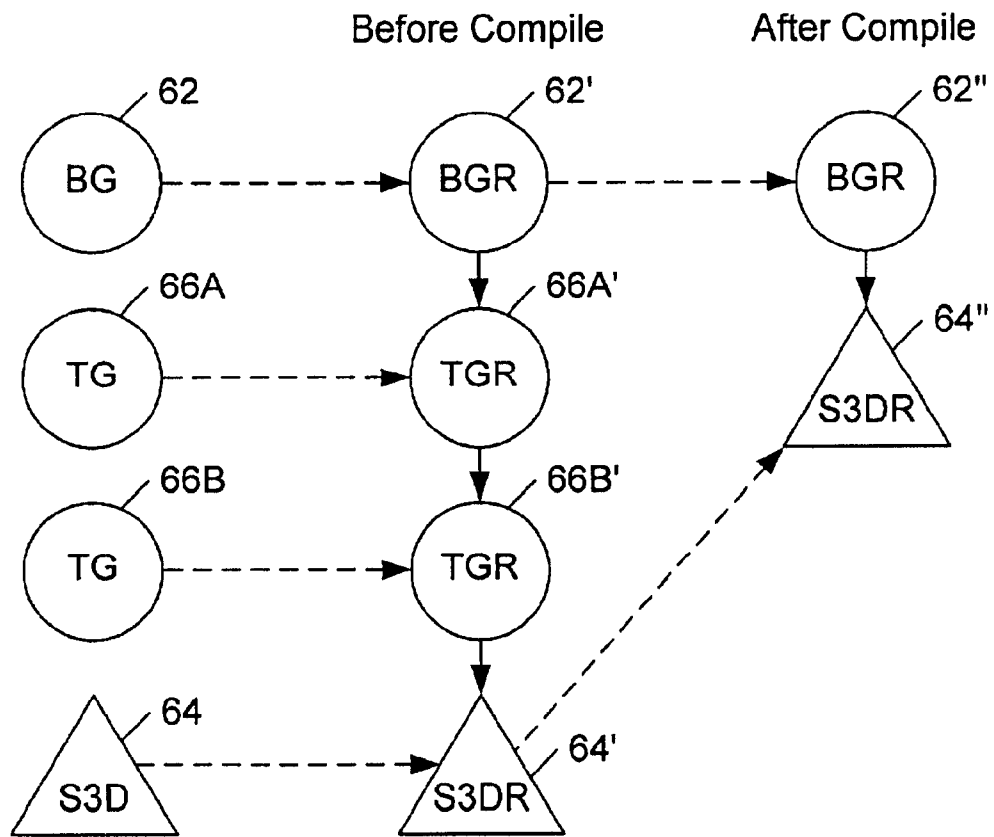 Before Compile
After Compile
62
62'
62"
BG
BGR
BGR
66A
66A'
64"
TG
TGR
S3DR
66B
66B'
TG
TGR
64
64'
S3D
S3DR